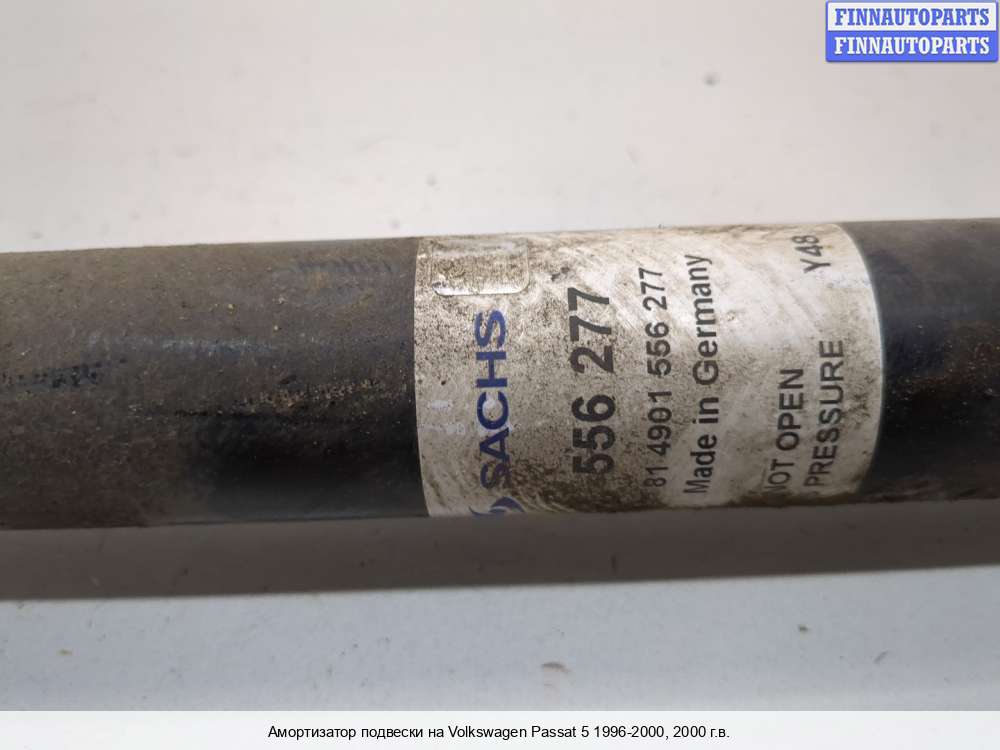 FINNAUTOPARTS
FINNAUTOPARTS
SACHS
556 277
81 4901 556 277
Made in Germany
NOT OPEN
PRESSURE Y48
Амортизатор подвески на Volkswagen Passat 5 1996-2000, 2000 г.в.